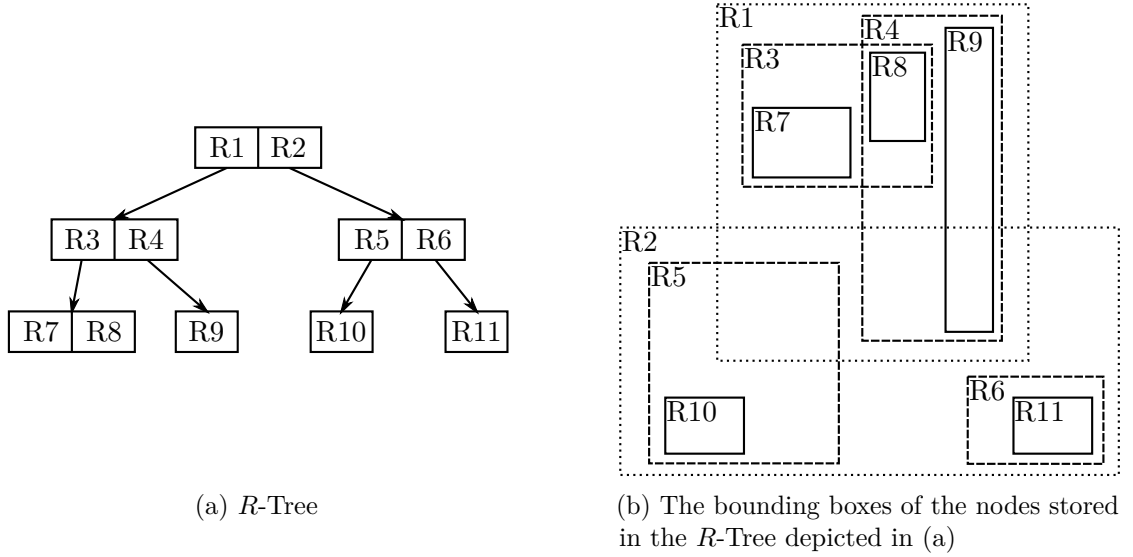 R1 R2
R3 R4
R5 R6
R7 R8
R9
R10
R11
(a) R-Tree
R1
R4
R9
R3
R8
R7
R2
R5
R6
R10
R11
(b) The bounding boxes of the nodes stored
in the R-Tree depicted in (a)